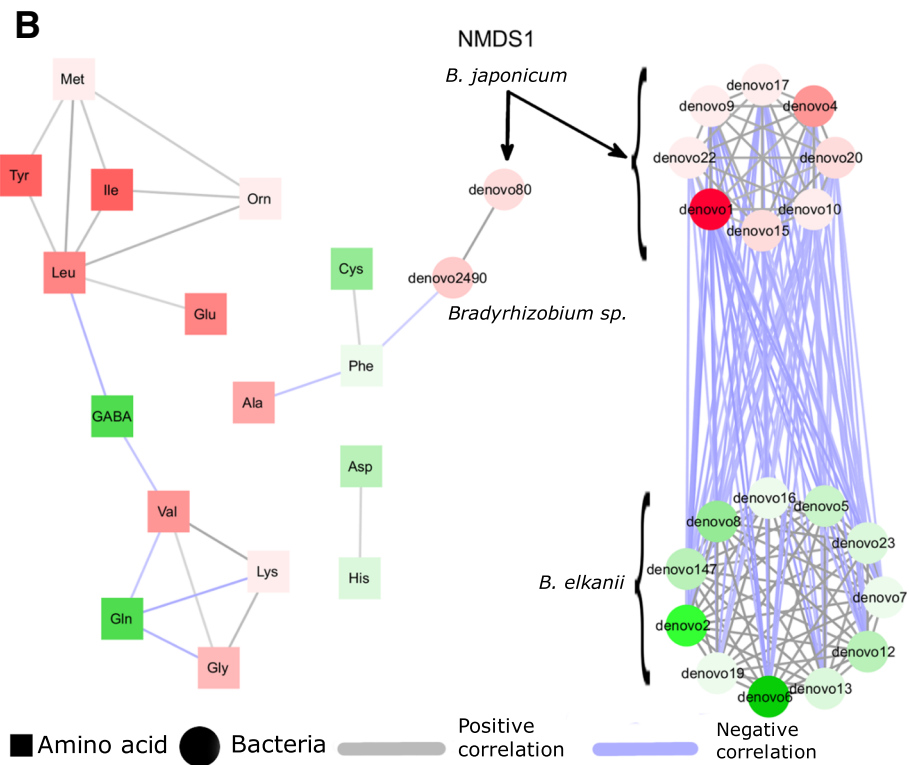 B
NMDS1
B. japonicum
Met
Tyr
Ile
Orn
Leu
Glu
GABA
Val
Lys
Gln
Gly
Cys
Phe
Ala
Asp
His
denovo80
denovo2490
Bradyrhizobium sp.
denovo17
denovo9
denovo4
denovo22
denovo20
denovo1
denovo10
denovo15
B. elkanii
denovo16
denovo5
denovo8
denovo23
denovo147
denovo7
denovo2
denovo12
denovo19
denovo13
denovo6
Amino acid
Bacteria
Positive
correlation
Negative
correlation